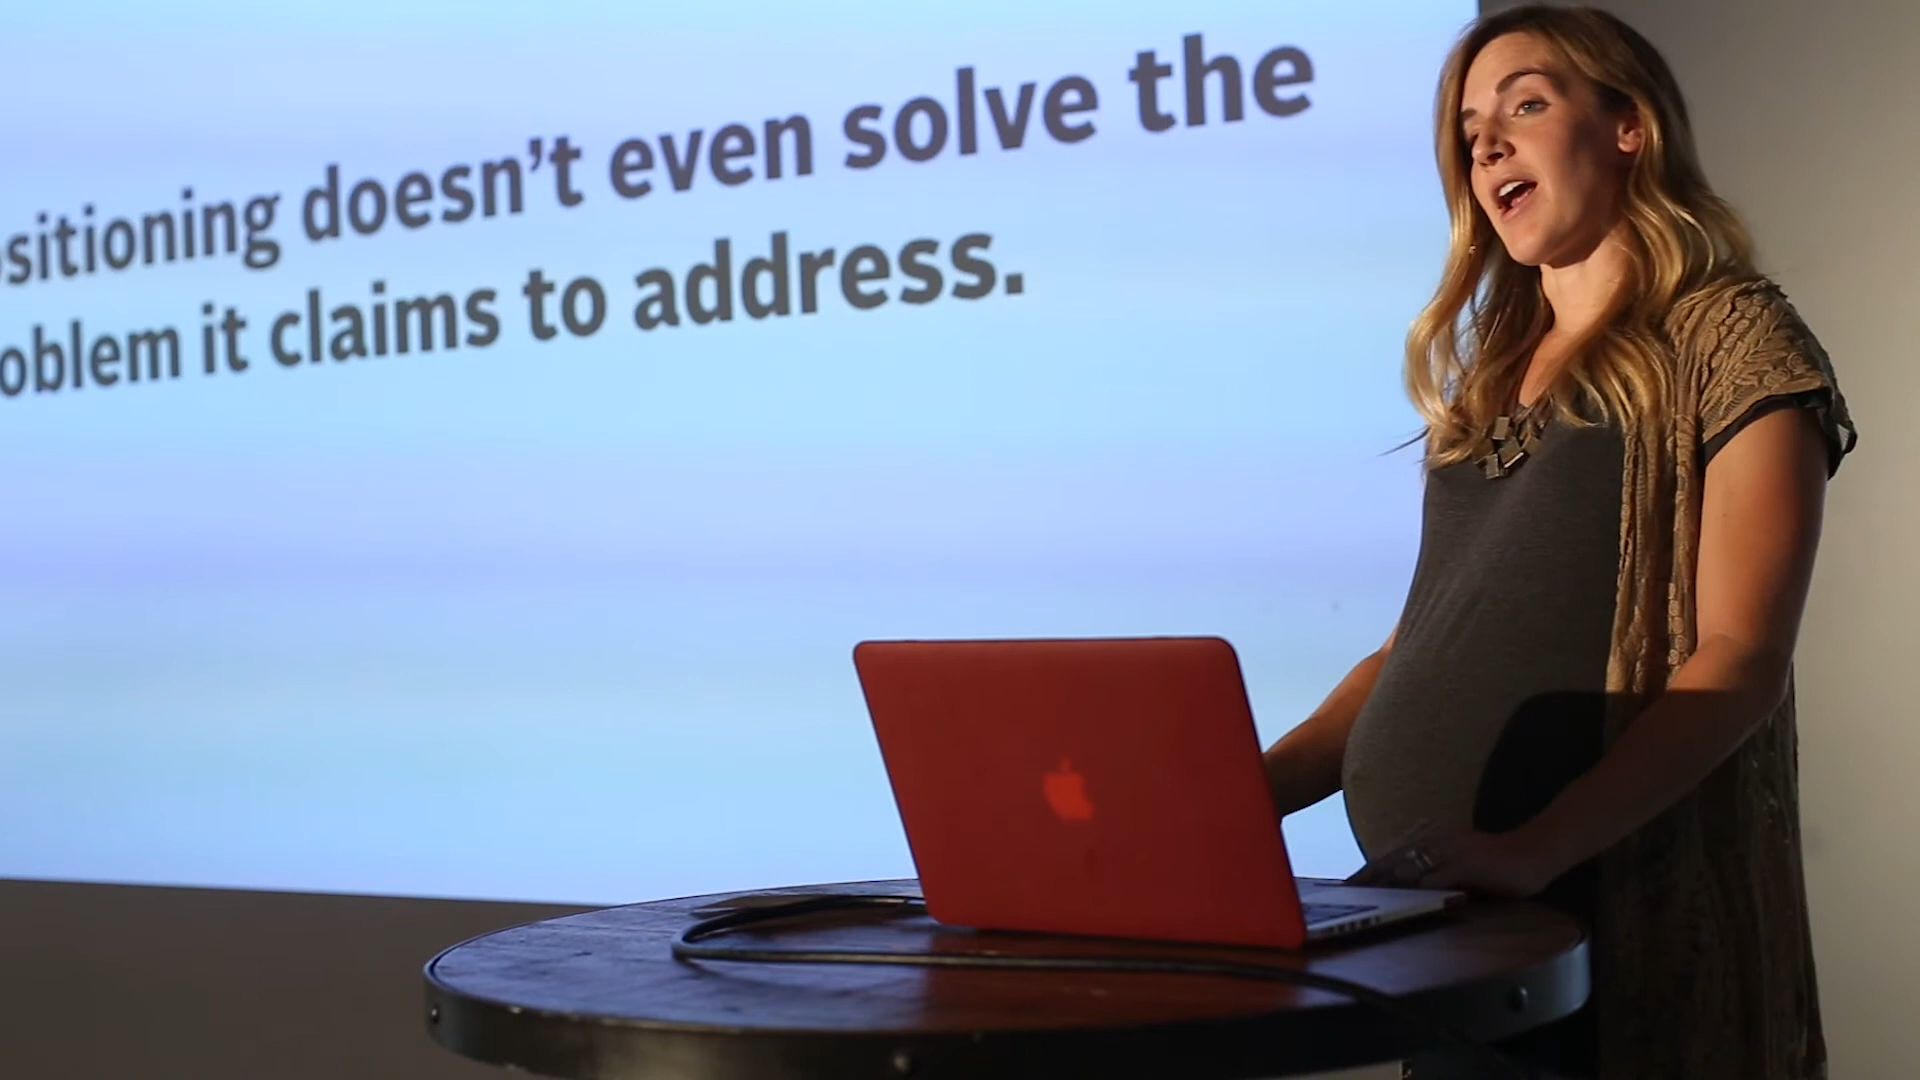 sitioning doesn't even solve the
oblem it claims to address.